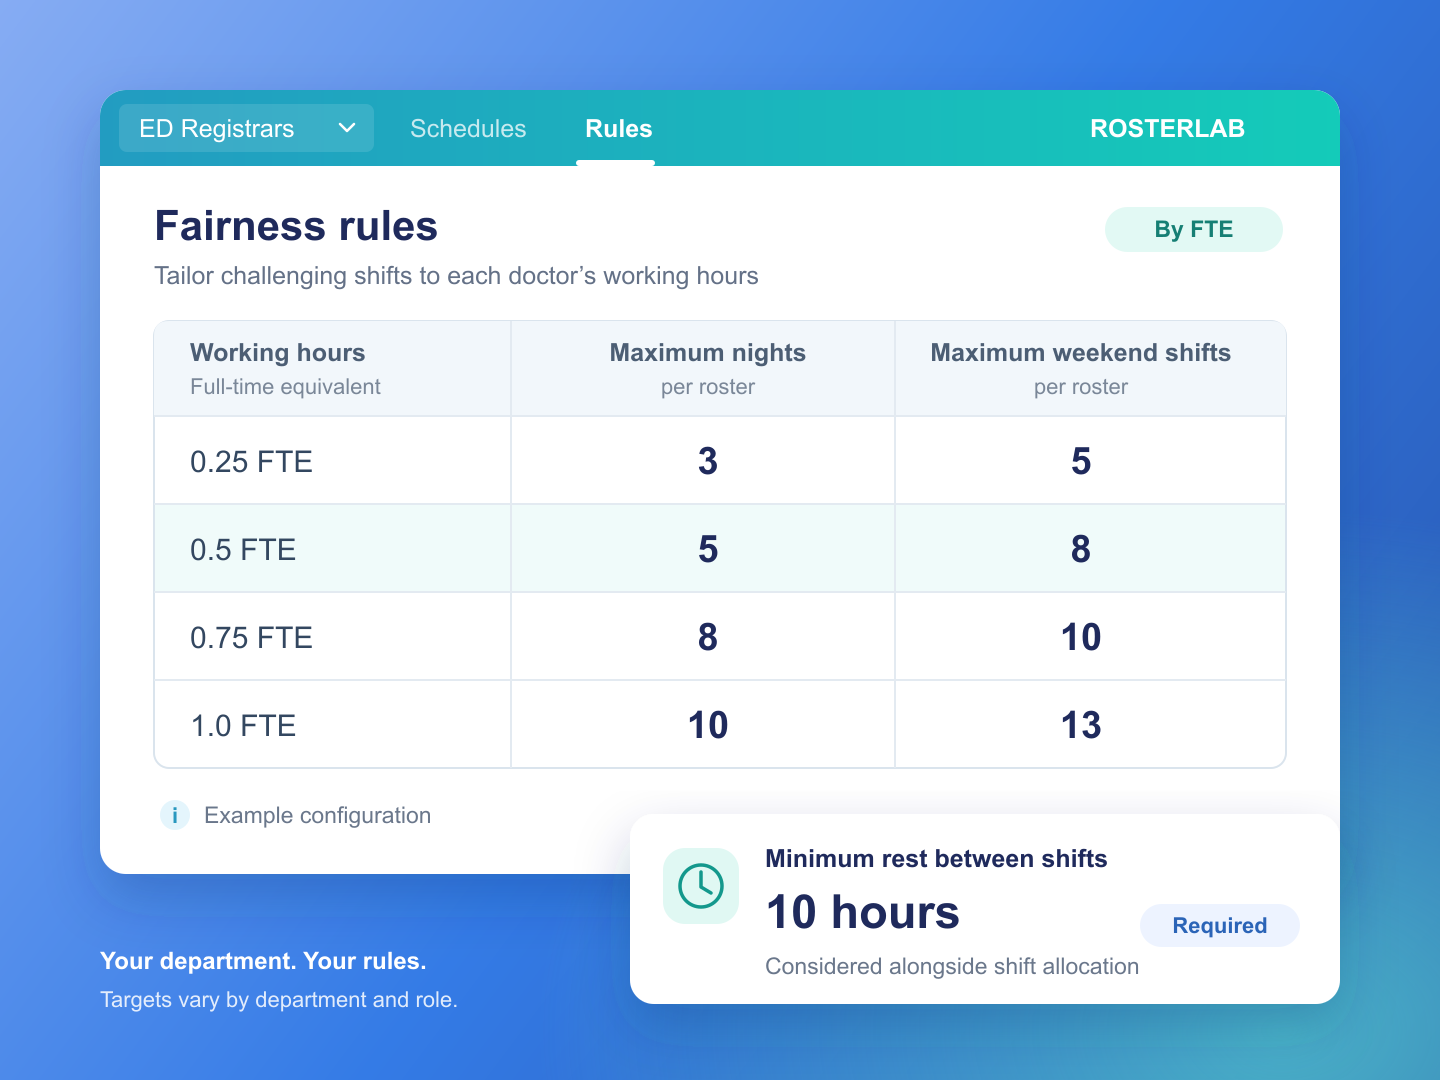 ED Registrars
Schedules
Rules
ROSTERLAB
Fairness rules
By FTE
Tailor challenging shifts to each doctor’s working hours
Working hours
Full-time equivalent
Maximum nights
per roster
Maximum weekend shifts
per roster
0.25 FTE
3
5
0.5 FTE
5
8
0.75 FTE
8
10
1.0 FTE
10
13
i
Example configuration
Minimum rest between shifts
10 hours
Required
Considered alongside shift allocation
Your department. Your rules.
Targets vary by department and role.